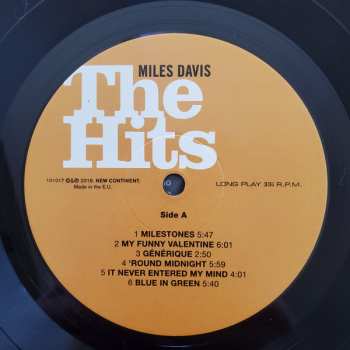 MILES DAVIS
The
Hits
101017 ℗&© 2018. NEW CONTINENT.
Made in the E.U.
LONG PLAY 33⅓ R.P.M.
Side A
1 MILESTONES 5:47
2 MY FUNNY VALENTINE 6:01
3 GÉNÉRIQUE 2:50
4 'ROUND MIDNIGHT 5:59
5 IT NEVER ENTERED MY MIND 4:01
6 BLUE IN GREEN 5:40